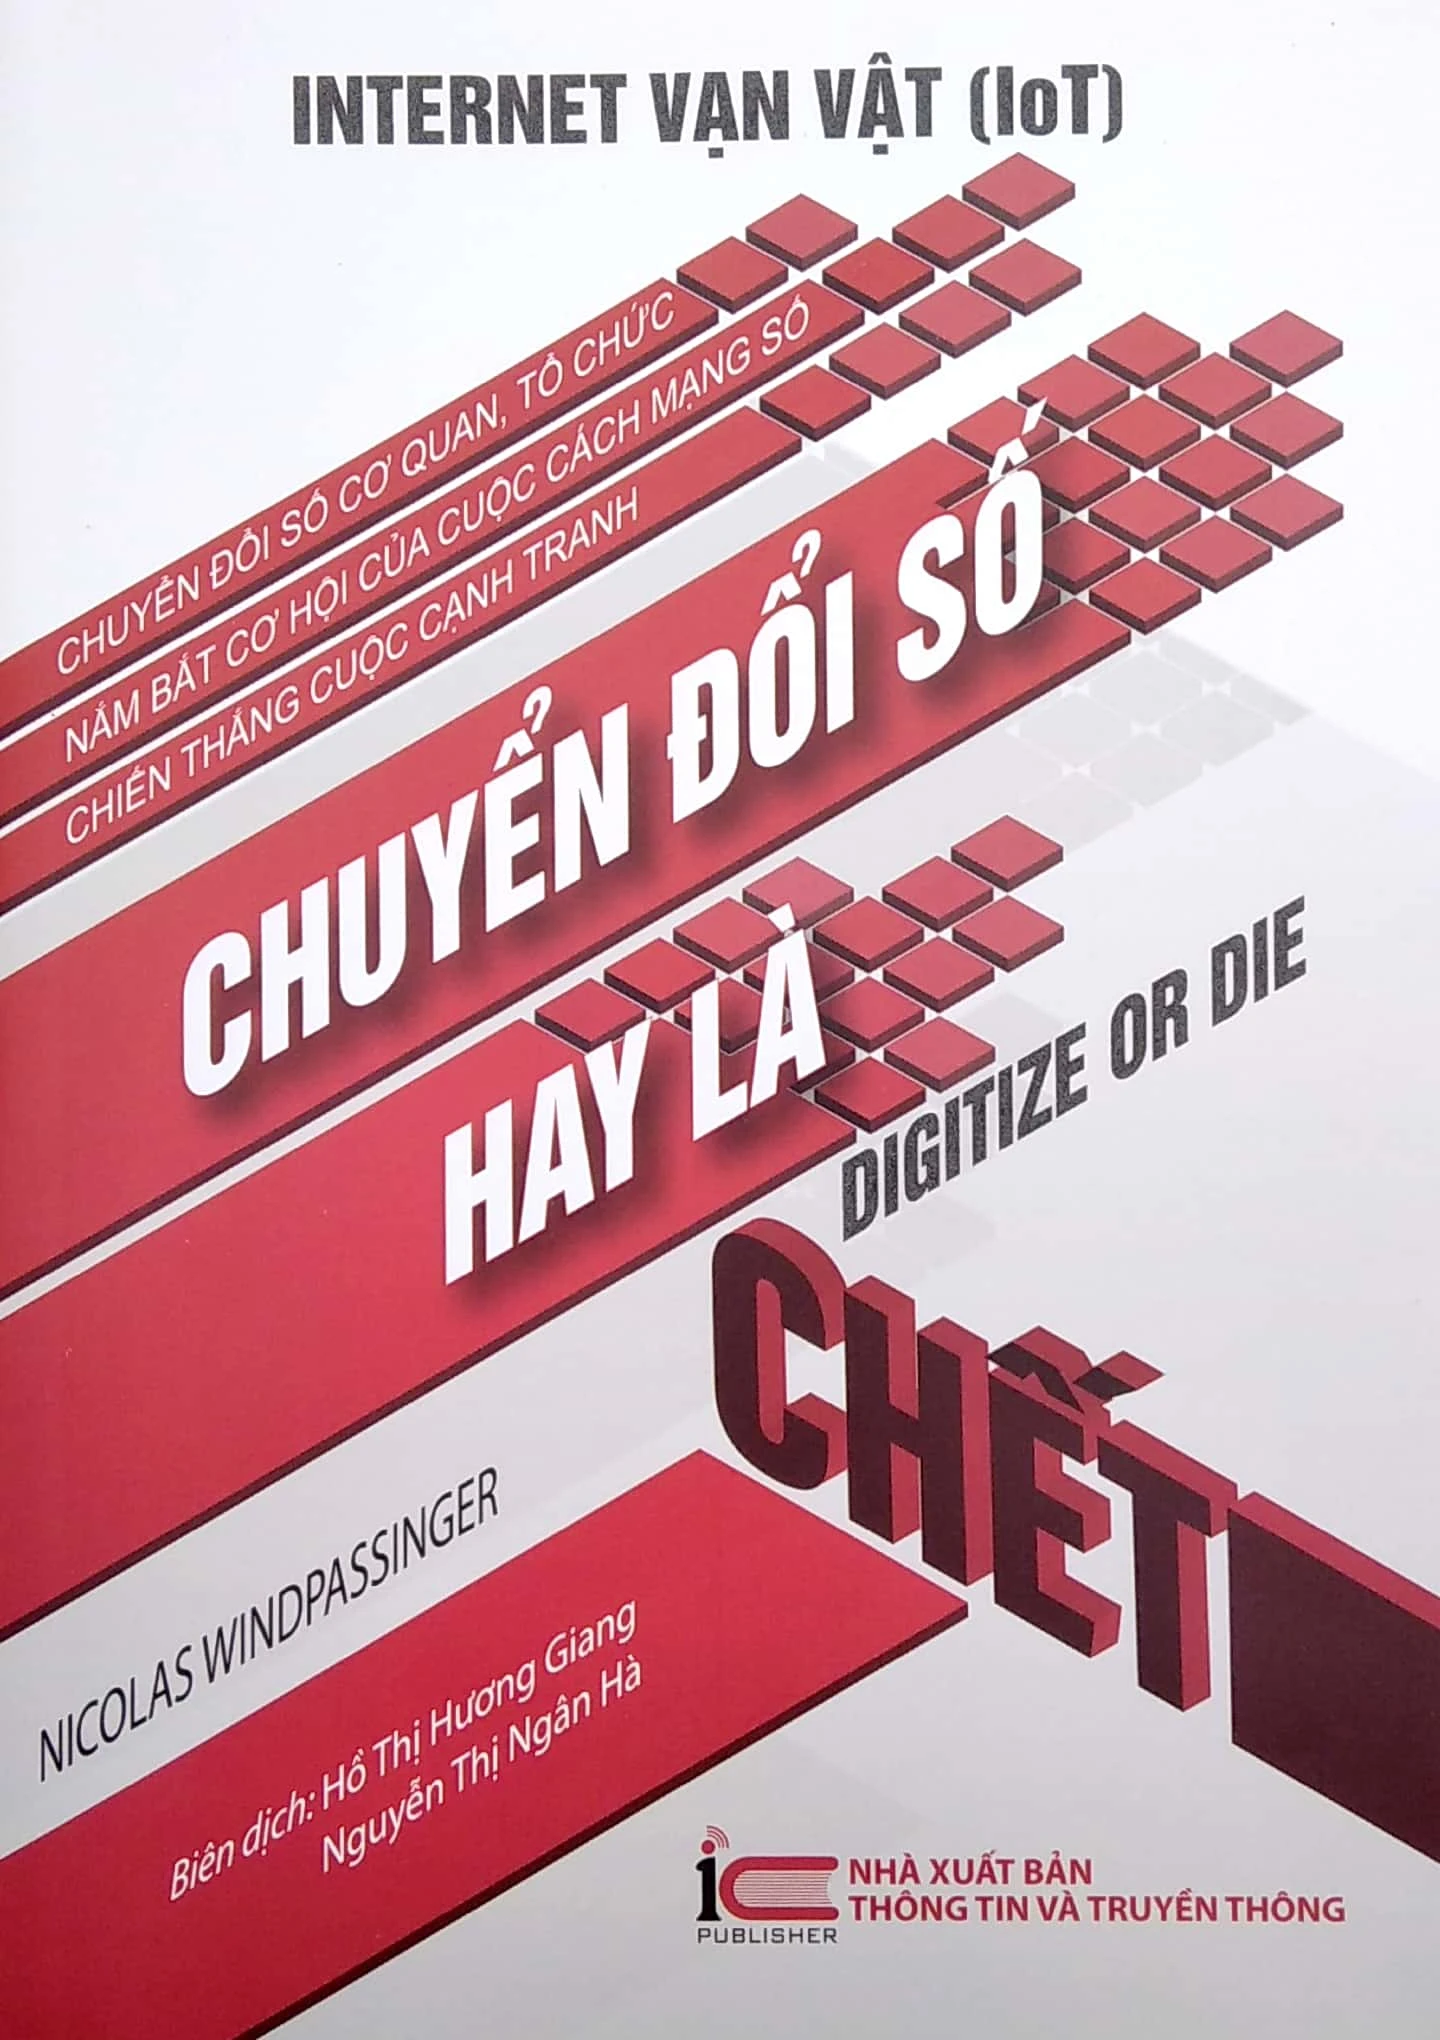 INTERNET VẠN VẬT (IoT)
CHUYỂN ĐỔI SỐ CƠ QUAN, TỔ CHỨC
NẮM BẮT CƠ HỘI CỦA CUỘC CÁCH MẠNG SỐ
CHIẾN THẮNG CUỘC CẠNH TRANH
CHUYỂN ĐỔI SỐ
HAY LÀ
DIGITIZE OR DIE
CHẾT
NICOLAS WINDPASSINGER
Biên dịch: Hồ Thị Hương Giang
Nguyễn Thị Ngân Hà
iC
PUBLISHER
NHÀ XUẤT BẢN
THÔNG TIN VÀ TRUYỀN THÔNG